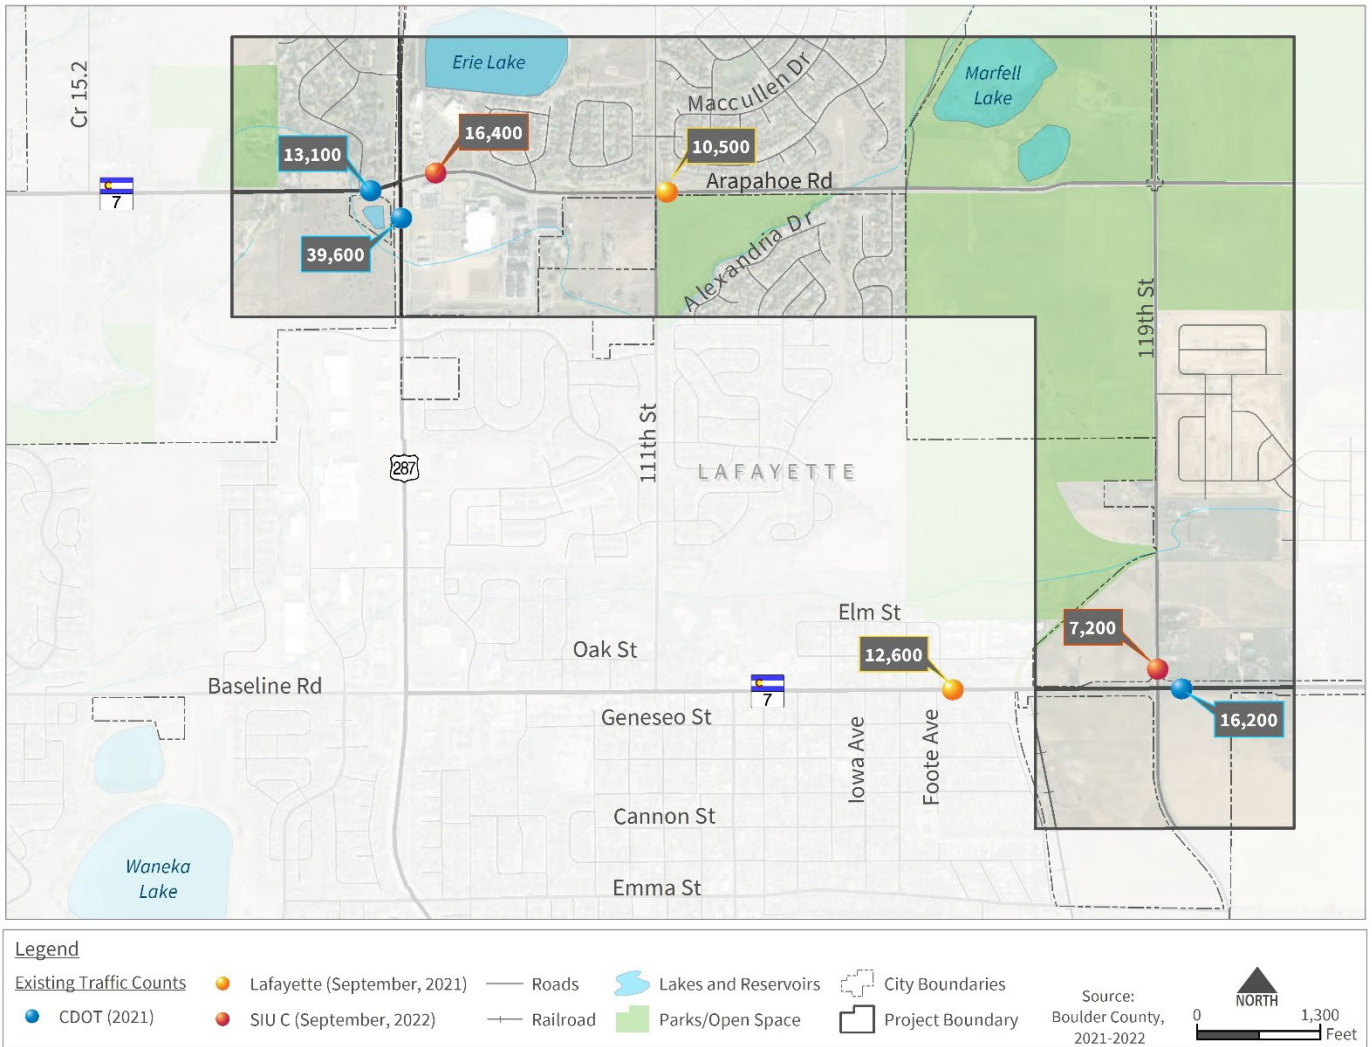 Erie Lake
Maccullen Dr
Marfell
Lake
Cr 15.2
16,400
13,100
10,500
Arapahoe Rd
C
7
39,600
Alexandria Dr
119th St
111th St
287
LAFAYETTE
Elm St
7,200
12,600
Oak St
Baseline Rd
C
7
Geneseo St
16,200
Iowa Ave
Foote Ave
Cannon St
Waneka
Lake
Emma St
Legend
Existing Traffic Counts
CDOT (2021)
Lafayette (September, 2021)
SIU C (September, 2022)
Roads
Railroad
Lakes and Reservoirs
Parks/Open Space
City Boundaries
Project Boundary
Source:
Boulder County,
2021-2022
NORTH
0 1,300
Feet